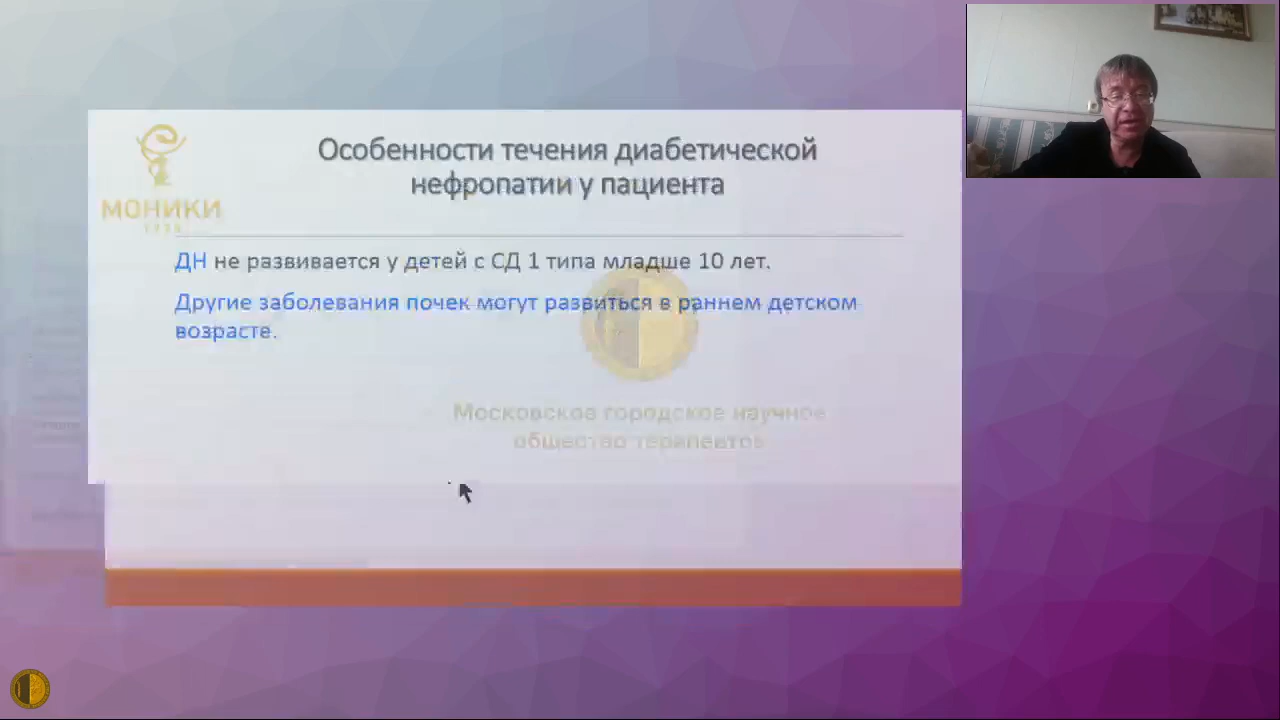 Особенности течения диабетической
нефропатии у пациента
МОНИКИ
1775
ДН не развивается у детей с СД 1 типа младше 10 лет.
Другие заболевания почек могут развиться в раннем детском
возрасте.
Московское городское научное
общество терапевтов